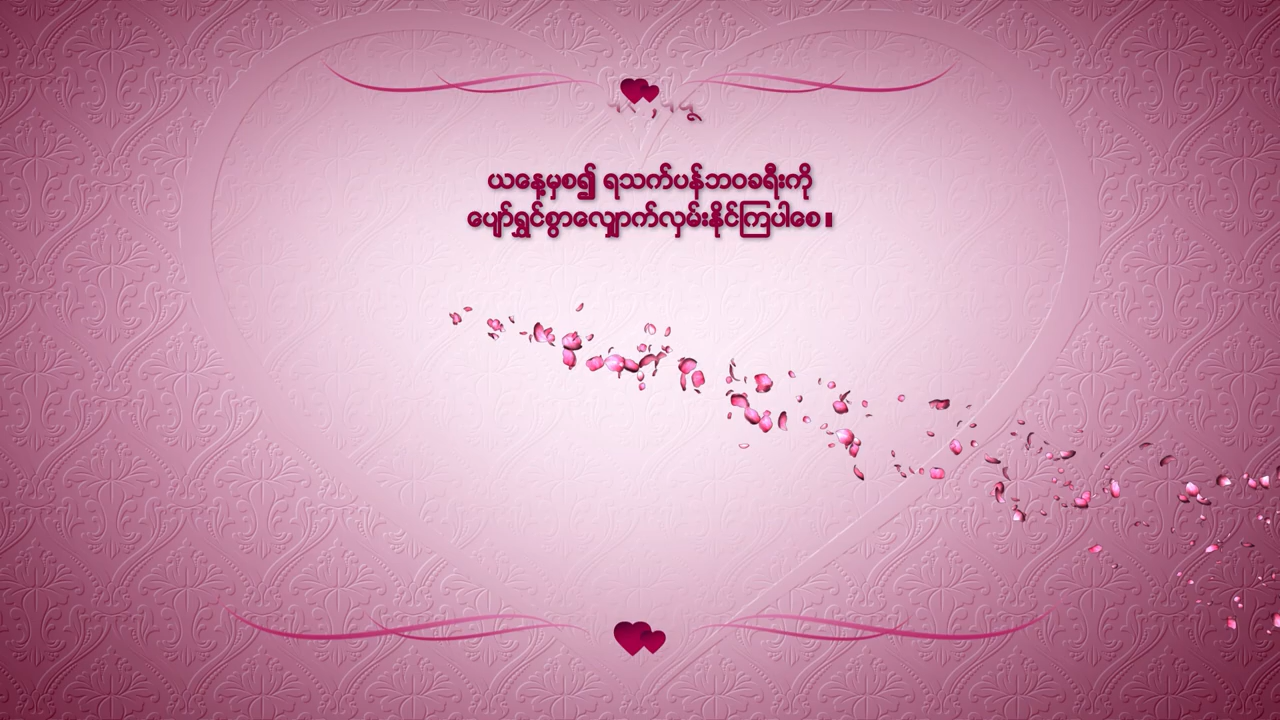 ယနေ့မှစ၍ ရသက်ပန်ဘဝခရီးကို
ပျော်ရွှင်စွာလျှောက်လှမ်းနိုင်ကြပါစေ။